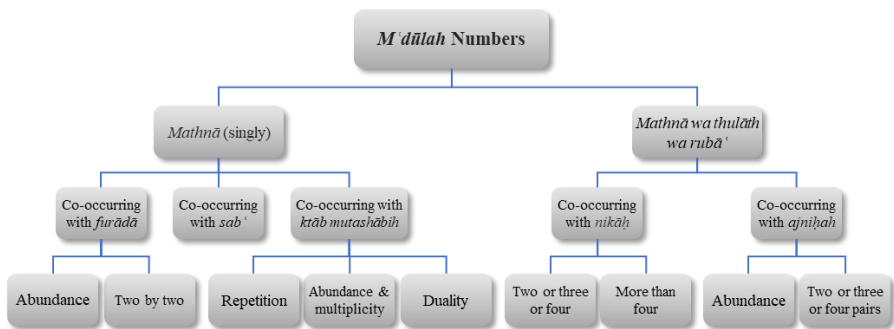 Mʿdūlah Numbers
Mathnā (singly)
Mathnā wa thulāth
wa rubāʿ
Co-occurring
with furādā
Co-occurring
with sabʿ
Co-occurring with
ktāb mutashābih
Co-occurring
with nikāḥ
Co-occurring
with ajniḥah
Abundance
Two by two
Repetition
Abundance &
multiplicity
Duality
Two or three
or four
More than
four
Abundance
Two or three
or four pairs